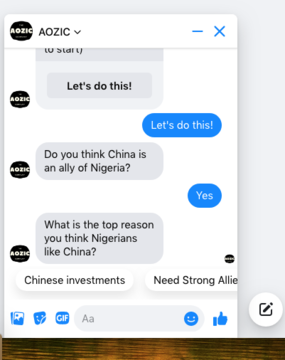 AOZIC
AOZIC
to start)
Let's do this!
AOZIC
Let's do this!
Do you think China is
an ally of Nigeria?
AOZIC
Yes
What is the top reason
you think Nigerians
like China?
AOZIC
Chinese investments
Need Strong Allie
GIF
Aa